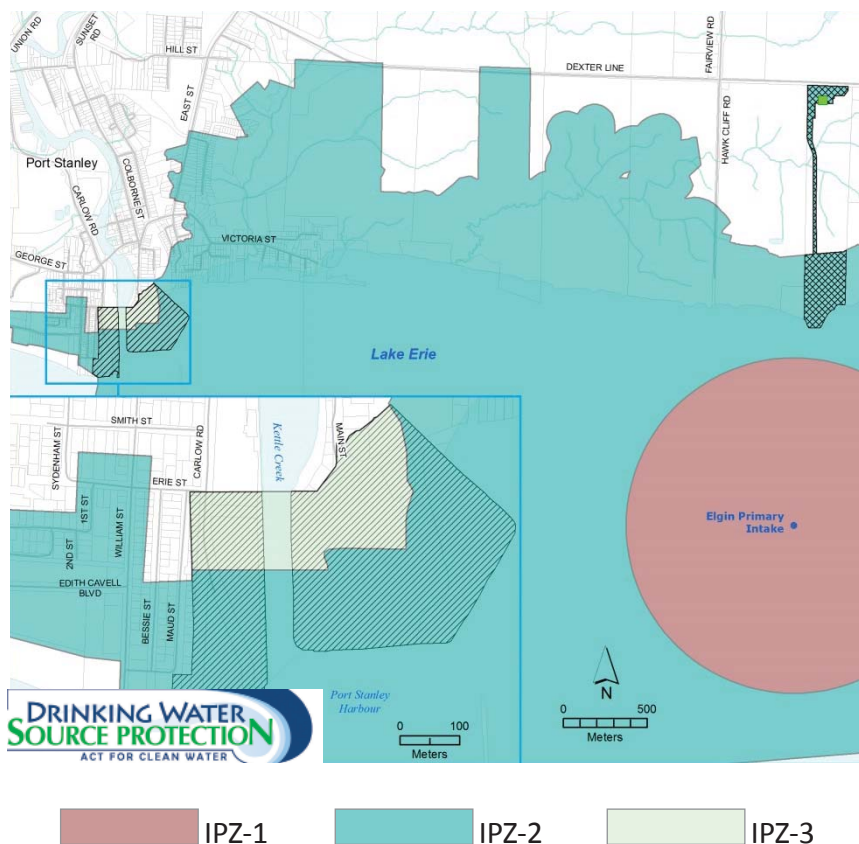 UNION RD
SUNSET
RD
HILL ST
EAST ST
DEXTER LINE
FAIRVIEW RD
HAWK CLIFF RD
Port Stanley
COLBORNE ST
CARLOW RD
GEORGE ST
VICTORIA ST
Lake Erie
SMITH ST
SYDENHAM ST
ERIE ST
1ST ST
2ND ST
WILLIAM ST
CARLOW RD
Kettle Creek
MAIN ST
EDITH CAVELL
BLVD
BESSIE ST
MAUD ST
Elgin Primary
Intake
Port Stanley
Harbour
0 100
Meters
N
0 500
Meters
DRINKING WATER
SOURCE PROTECTION
ACT FOR CLEAN WATER
IPZ-1 IPZ-2 IPZ-3